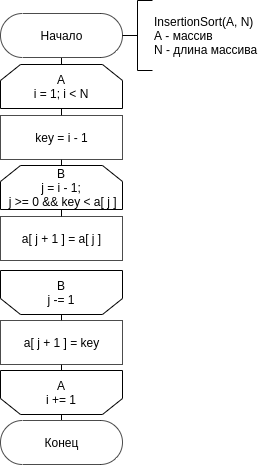 Начало
InsertionSort(A, N)
А - массив
N - длина массива
A
i = 1; i < N
key = i - 1
B
j = i - 1;
j >= 0 && key < a[ j ]
a[ j + 1 ] = a[ j ]
B
j -= 1
a[ j + 1 ] = key
A
i += 1
Конец